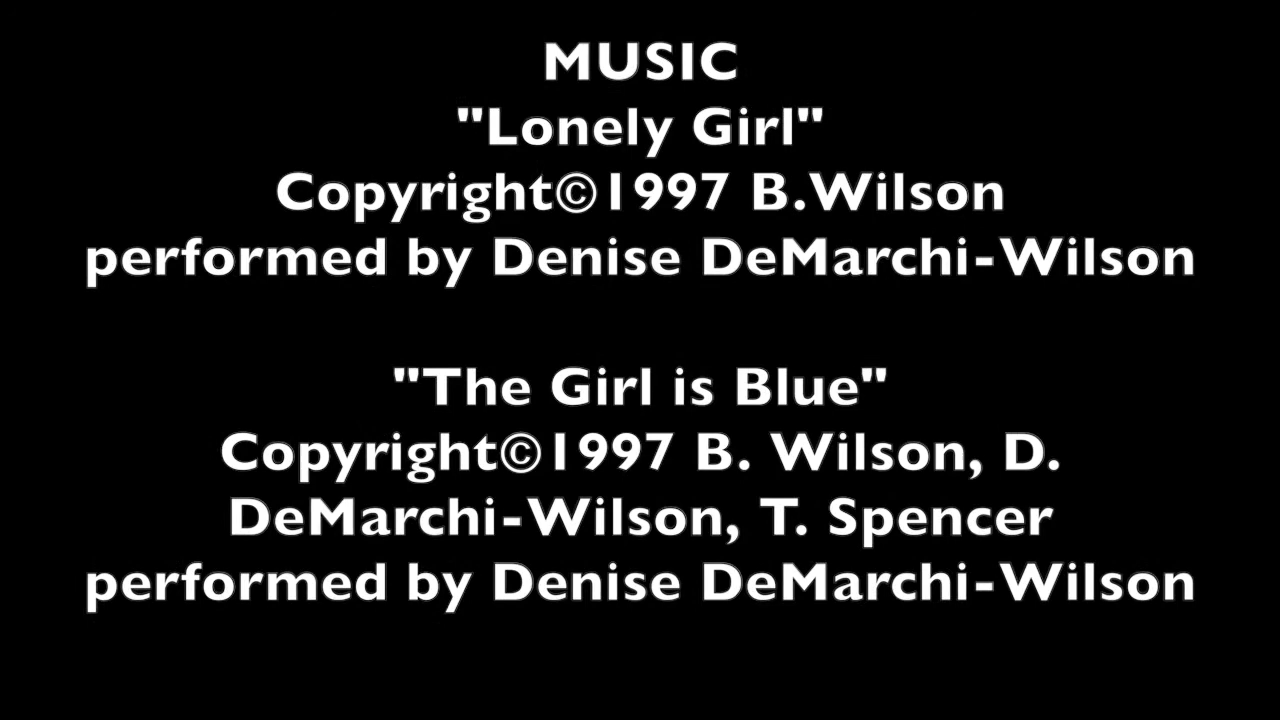 MUSIC
"Lonely Girl"
Copyright©1997 B.Wilson
performed by Denise DeMarchi-Wilson
"The Girl is Blue"
Copyright©1997 B. Wilson, D.
DeMarchi-Wilson, T. Spencer
performed by Denise DeMarchi-Wilson